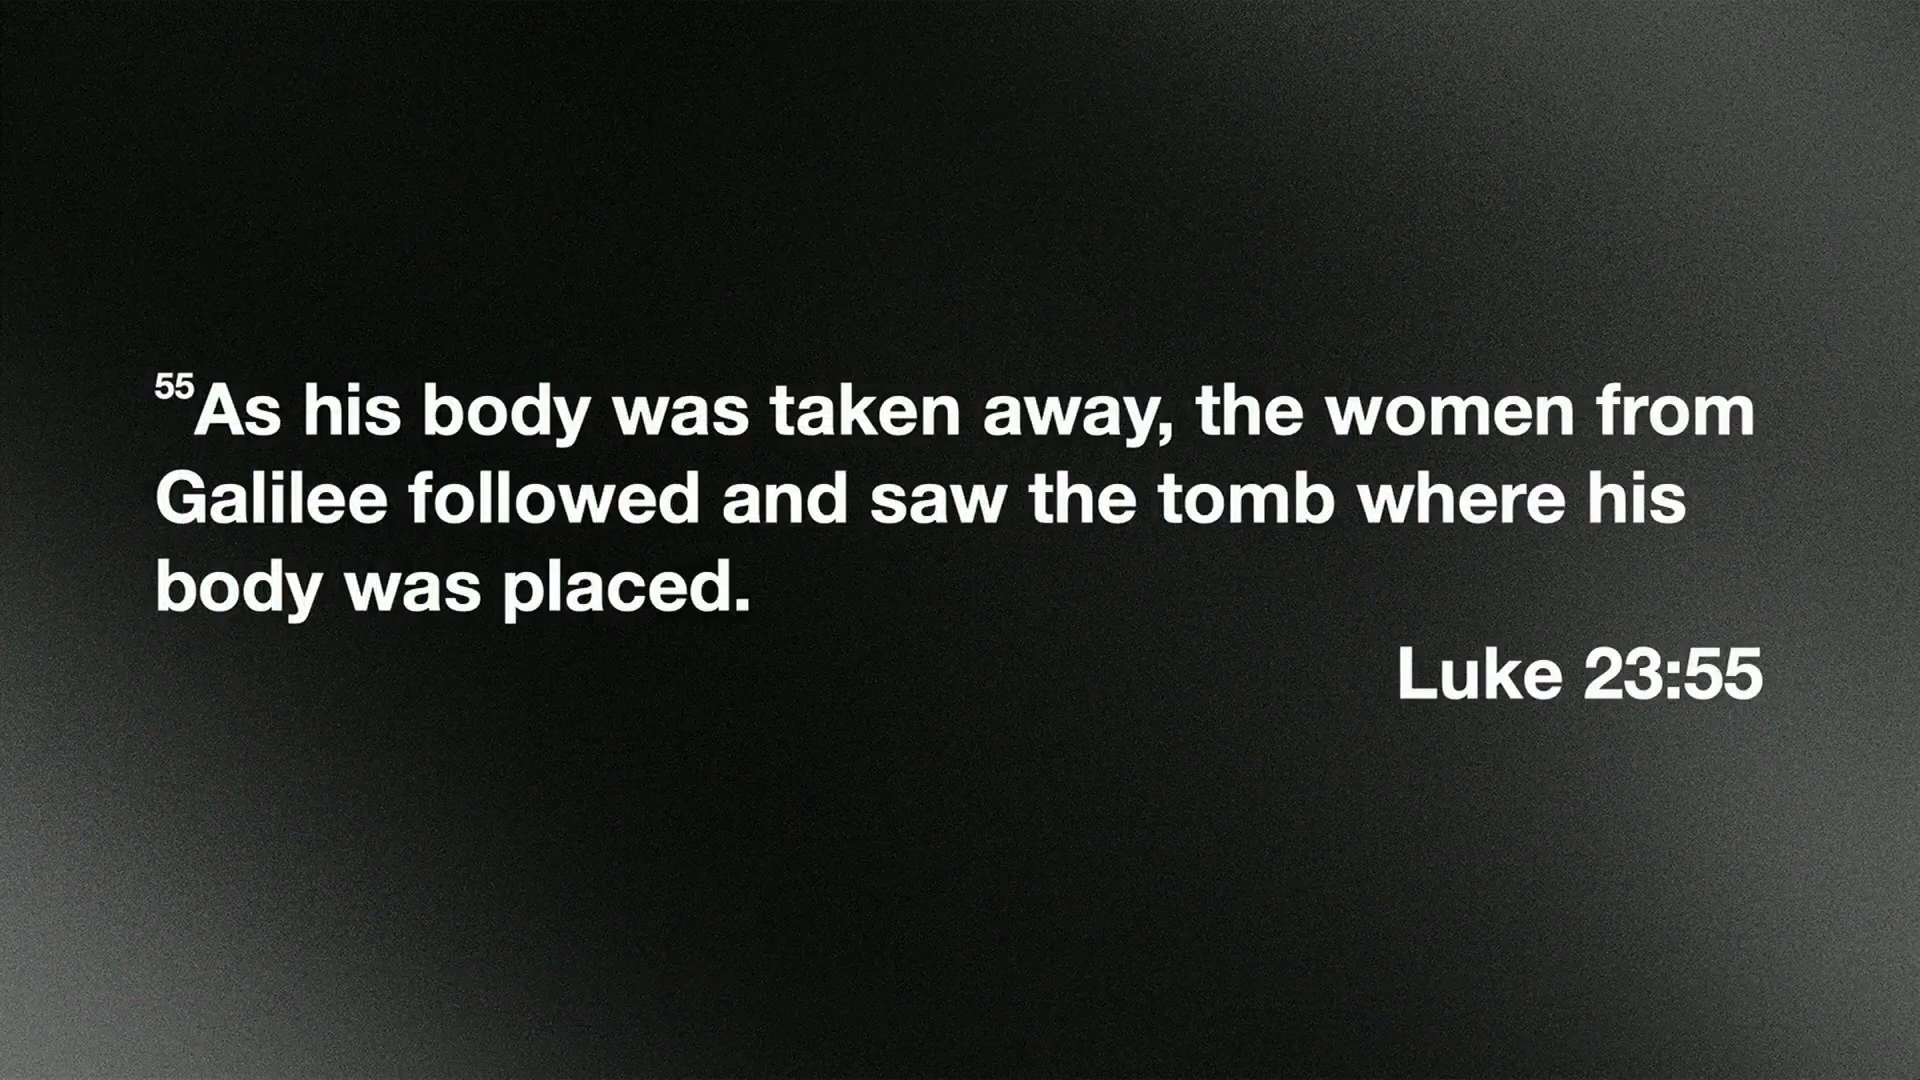 55As his body was taken away, the women from
Galilee followed and saw the tomb where his
body was placed.
Luke 23:55